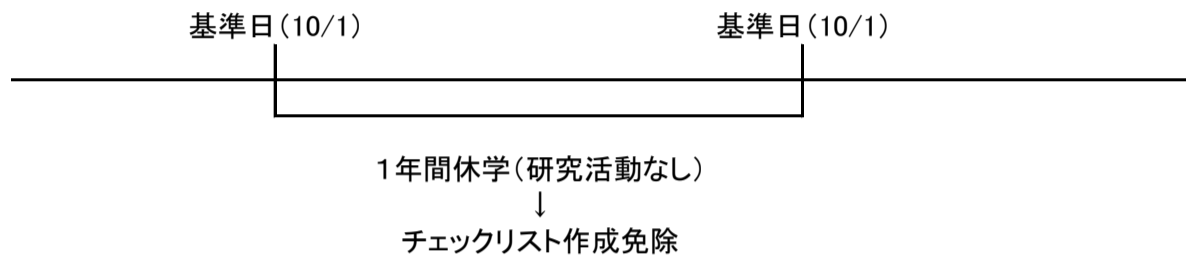 基準日(10/1) 基準日(10/1)
１年間休学(研究活動なし)
↓
チェックリスト作成免除